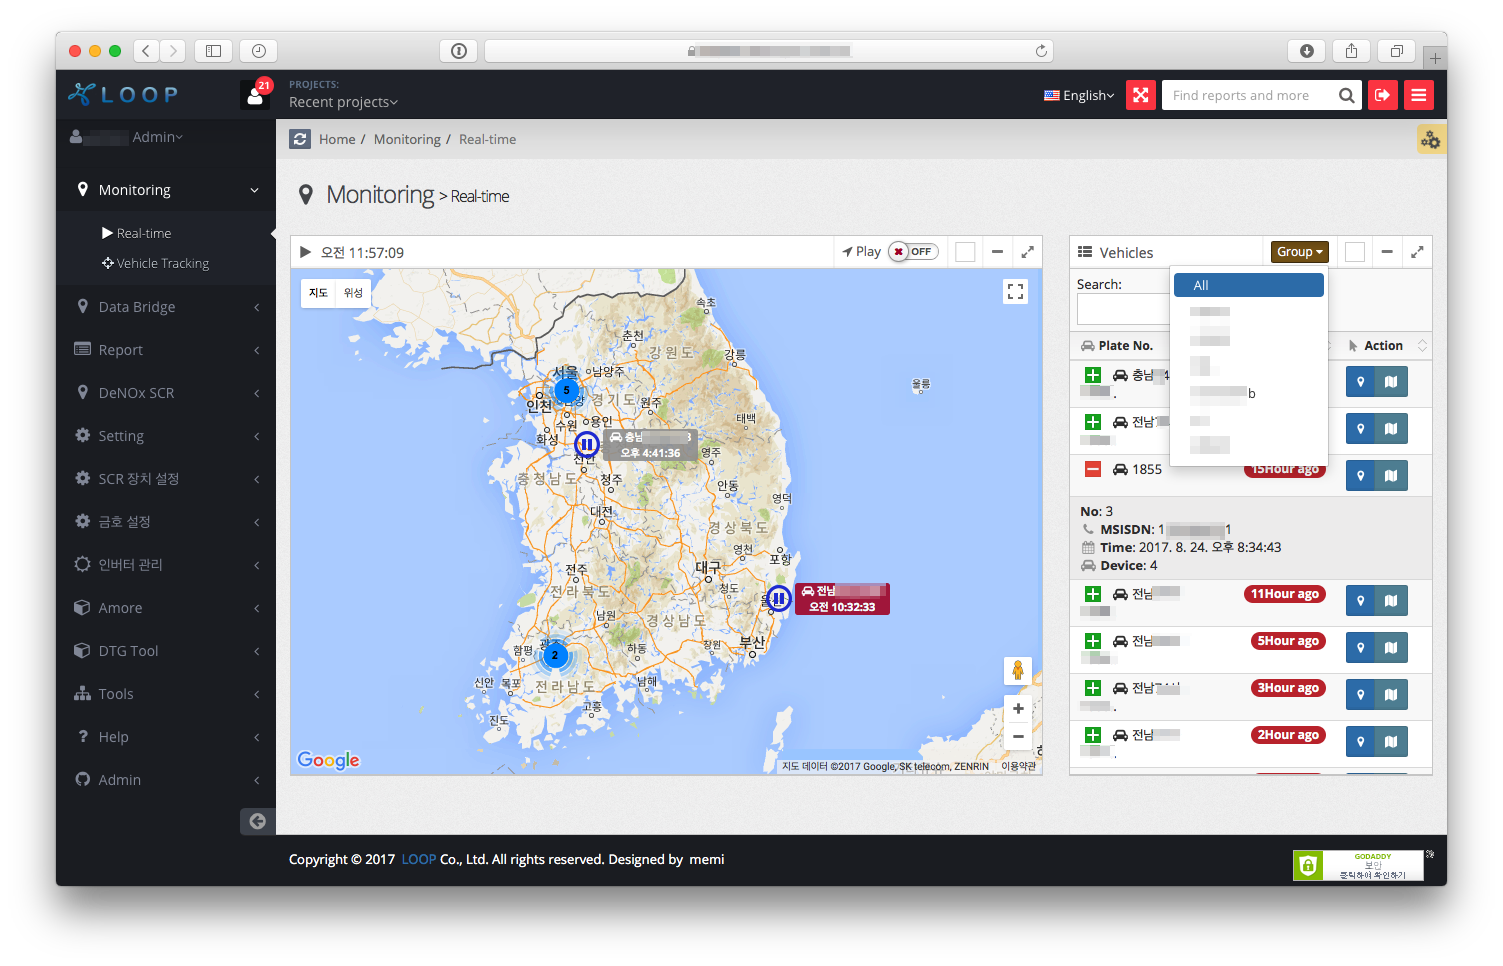 LOOP
21
PROJECTS:
Recent projects
English
Find reports and more
Admin
Home / Monitoring / Real-time
Monitoring
Real-time
Vehicle Tracking
Data Bridge
Report
DeNOx SCR
Setting
SCR 장치 설정
금호 설정
인버터 관리
Amore
DTG Tool
Tools
Help
Admin
Monitoring > Real-time
오전 11:57:09
Play
OFF
지도 위성
속초
춘천
강원도
강릉
서울
남양주
울릉
5
인천
경기도
원주
태백
수원
용인
화성
충남
3
오후 4:41:36
영주
천안
충청남도
청주
안동
영덕
대전
경상북도
영천
포항
전주
대구
청도
전라북도
전남
오전 10:32:33
남원
경상남도
부산
함평
2
하동
창원
신안
목포
전라남도
남해
고흥
진도
Google
지도 데이터 ©2017 Google, SK telecom, ZENRIN 이용약관
Vehicles
Group
All
b
Search:
Plate No.
Action
충남 4
전남
1855
15Hour ago
No: 3
MSISDN: 1 1
Time: 2017. 8. 24. 오후 8:34:43
Device: 4
전남
11Hour ago
전남
5Hour ago
전남
3Hour ago
전남
2Hour ago
Copyright © 2017 LOOP Co., Ltd. All rights reserved. Designed by memi
GODADDY
보안
클릭하여 확인하기